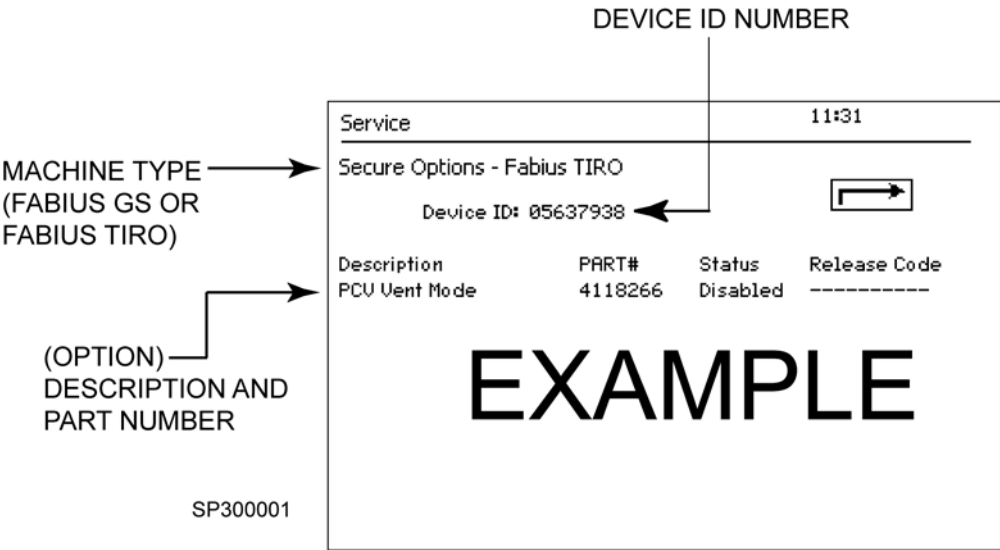 DEVICE ID NUMBER
Service 11:31
MACHINE TYPE
(FABIUS GS OR
FABIUS TIRO)
Secure Options - Fabius TIRO
Device ID: 05637938
Description PART# Status Release Code
PCV Vent Mode 4118266 Disabled ----------
(OPTION)
DESCRIPTION AND
PART NUMBER
EXAMPLE
SP300001